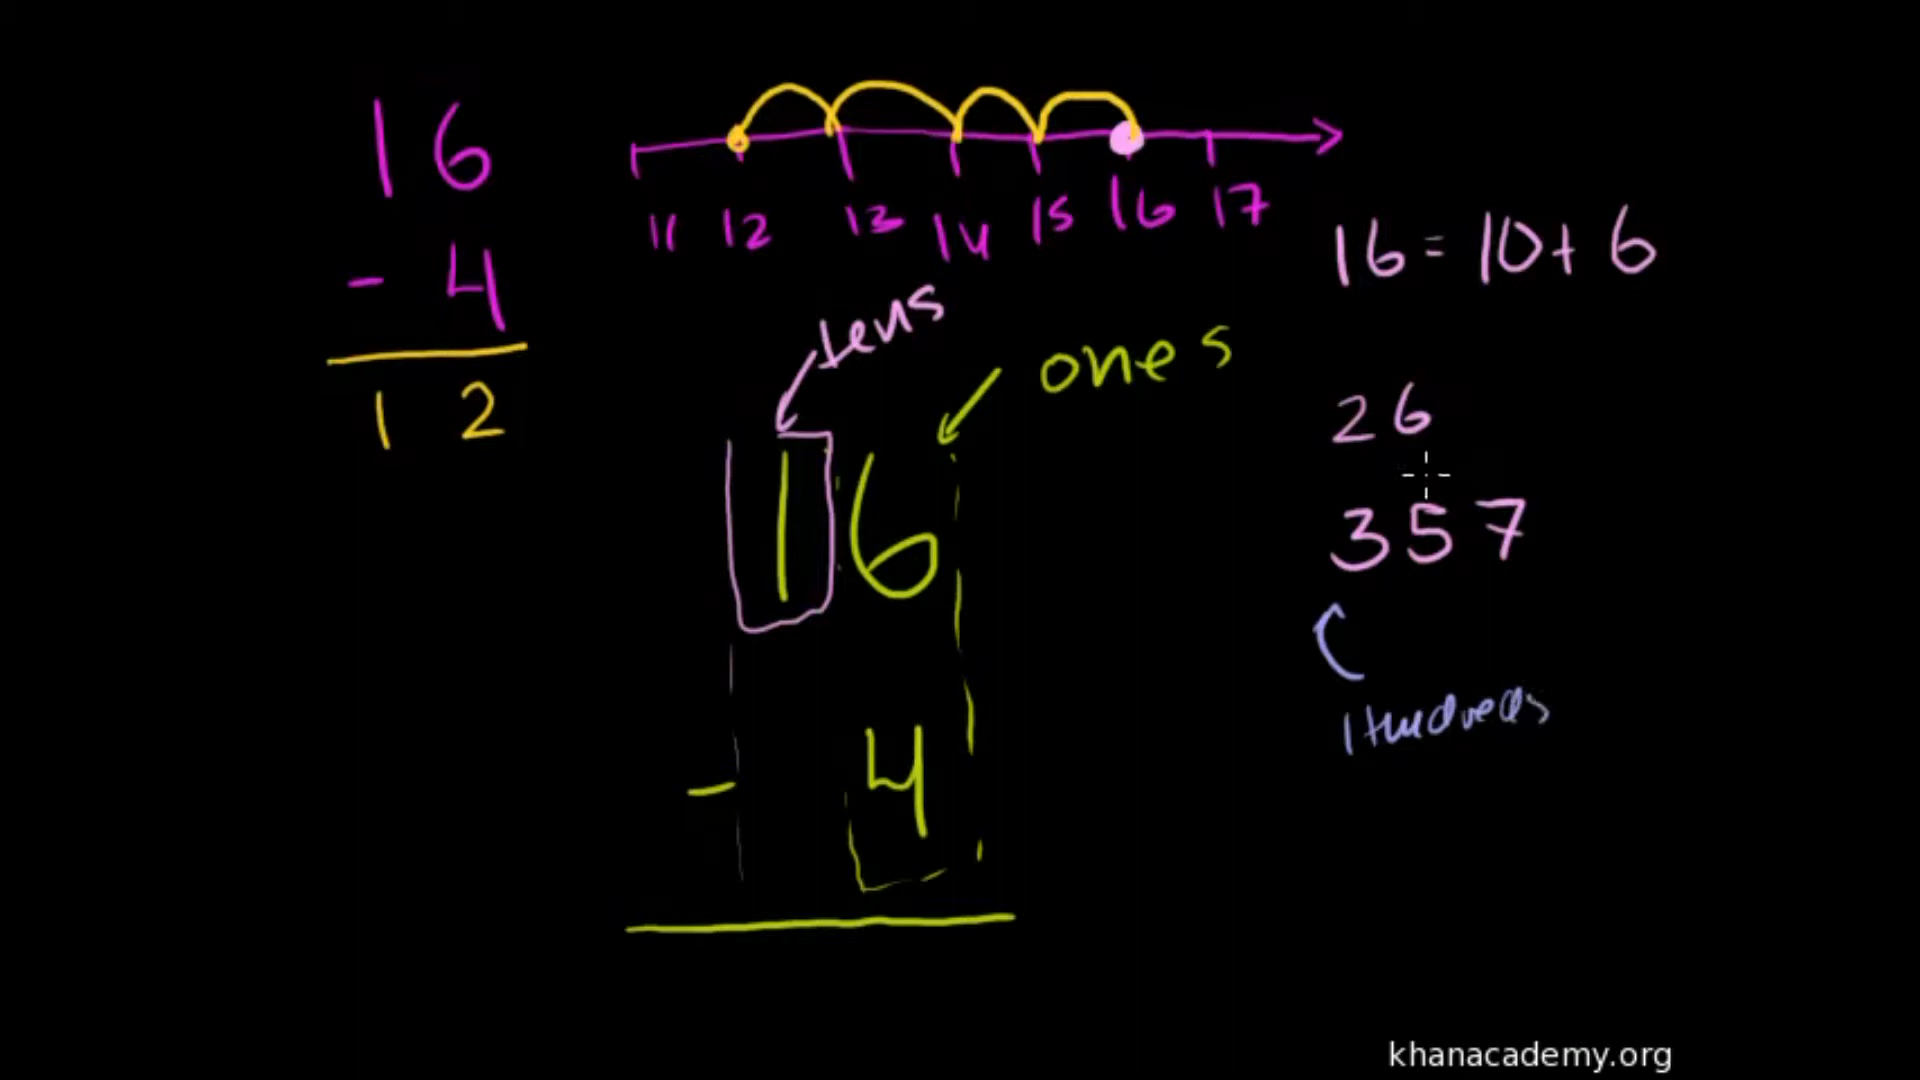 16
- 4
12
11 12 13 14 15 16 17
16 = 10 + 6
tens
ones
16
- 4
26
357
Hundreds
khanacademy.org